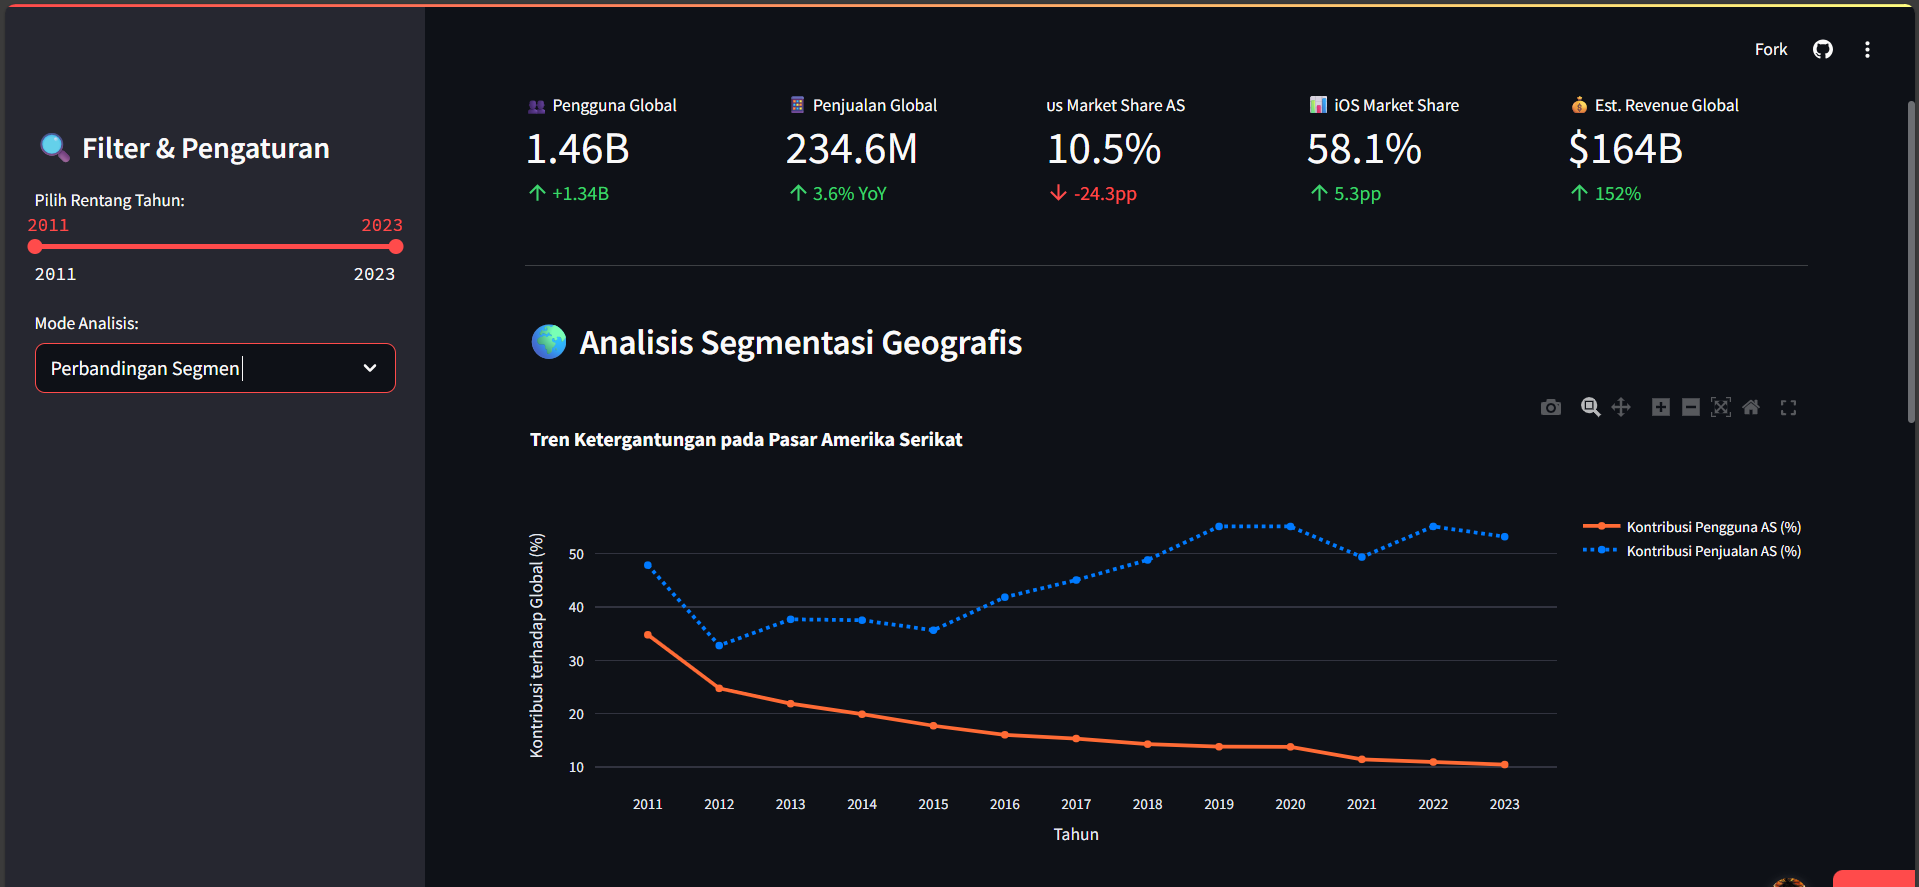 Fork
Filter & Pengaturan
Pilih Rentang Tahun:
2011 2023
2011 2023
Mode Analisis:
Perbandingan Segmen
Pengguna Global
1.46B
+1.34B
Penjualan Global
234.6M
3.6% YoY
us Market Share AS
10.5%
-24.3pp
iOS Market Share
58.1%
5.3pp
Est. Revenue Global
$164B
152%
Analisis Segmentasi Geografis
Tren Ketergantungan pada Pasar Amerika Serikat
Kontribusi terhadap Global (%)
50
40
30
20
10
2011 2012 2013 2014 2015 2016 2017 2018 2019 2020 2021 2022 2023
Tahun
Kontribusi Pengguna AS (%)
Kontribusi Penjualan AS (%)